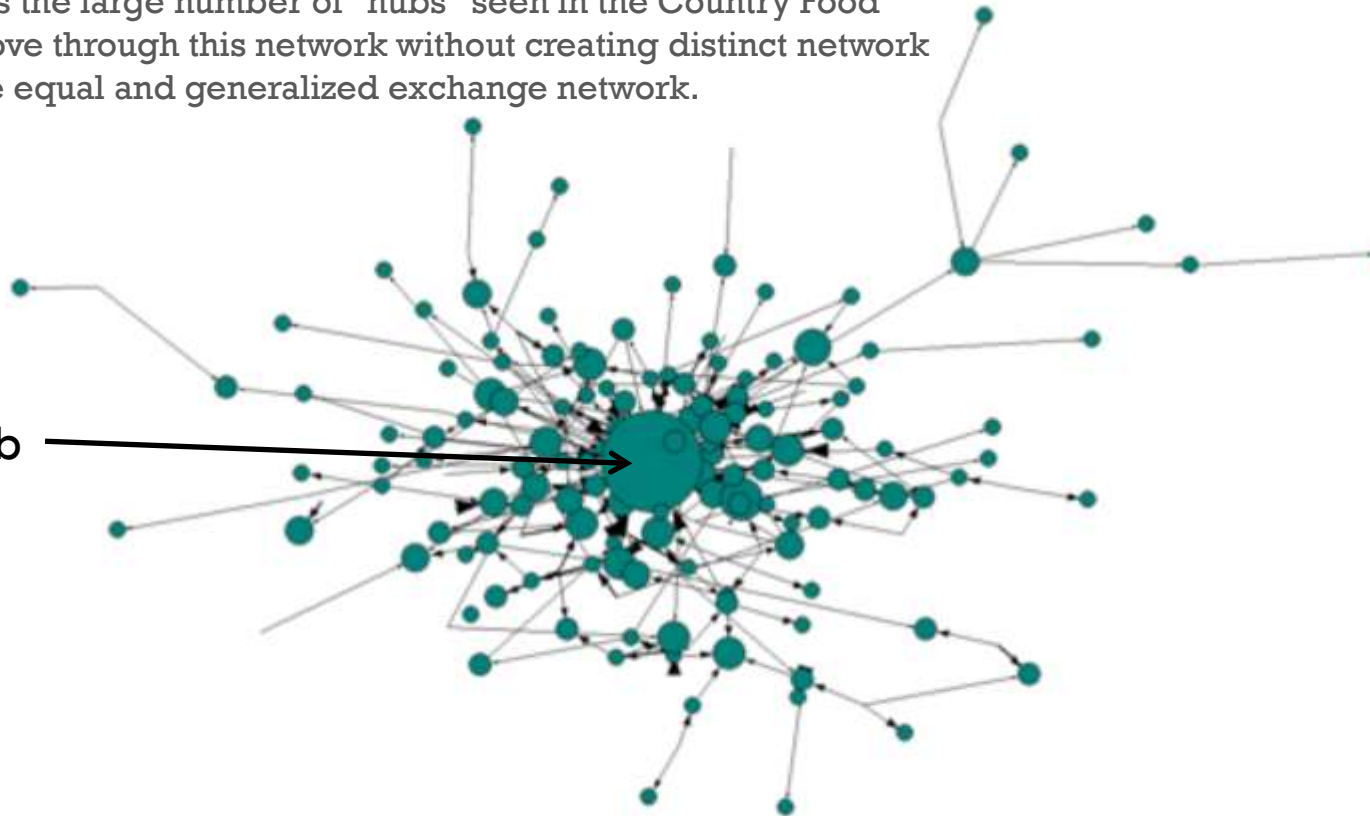 s the large number of "hubs" seen in the Country Food
ove through this network without creating distinct network
e equal and generalized exchange network.
b